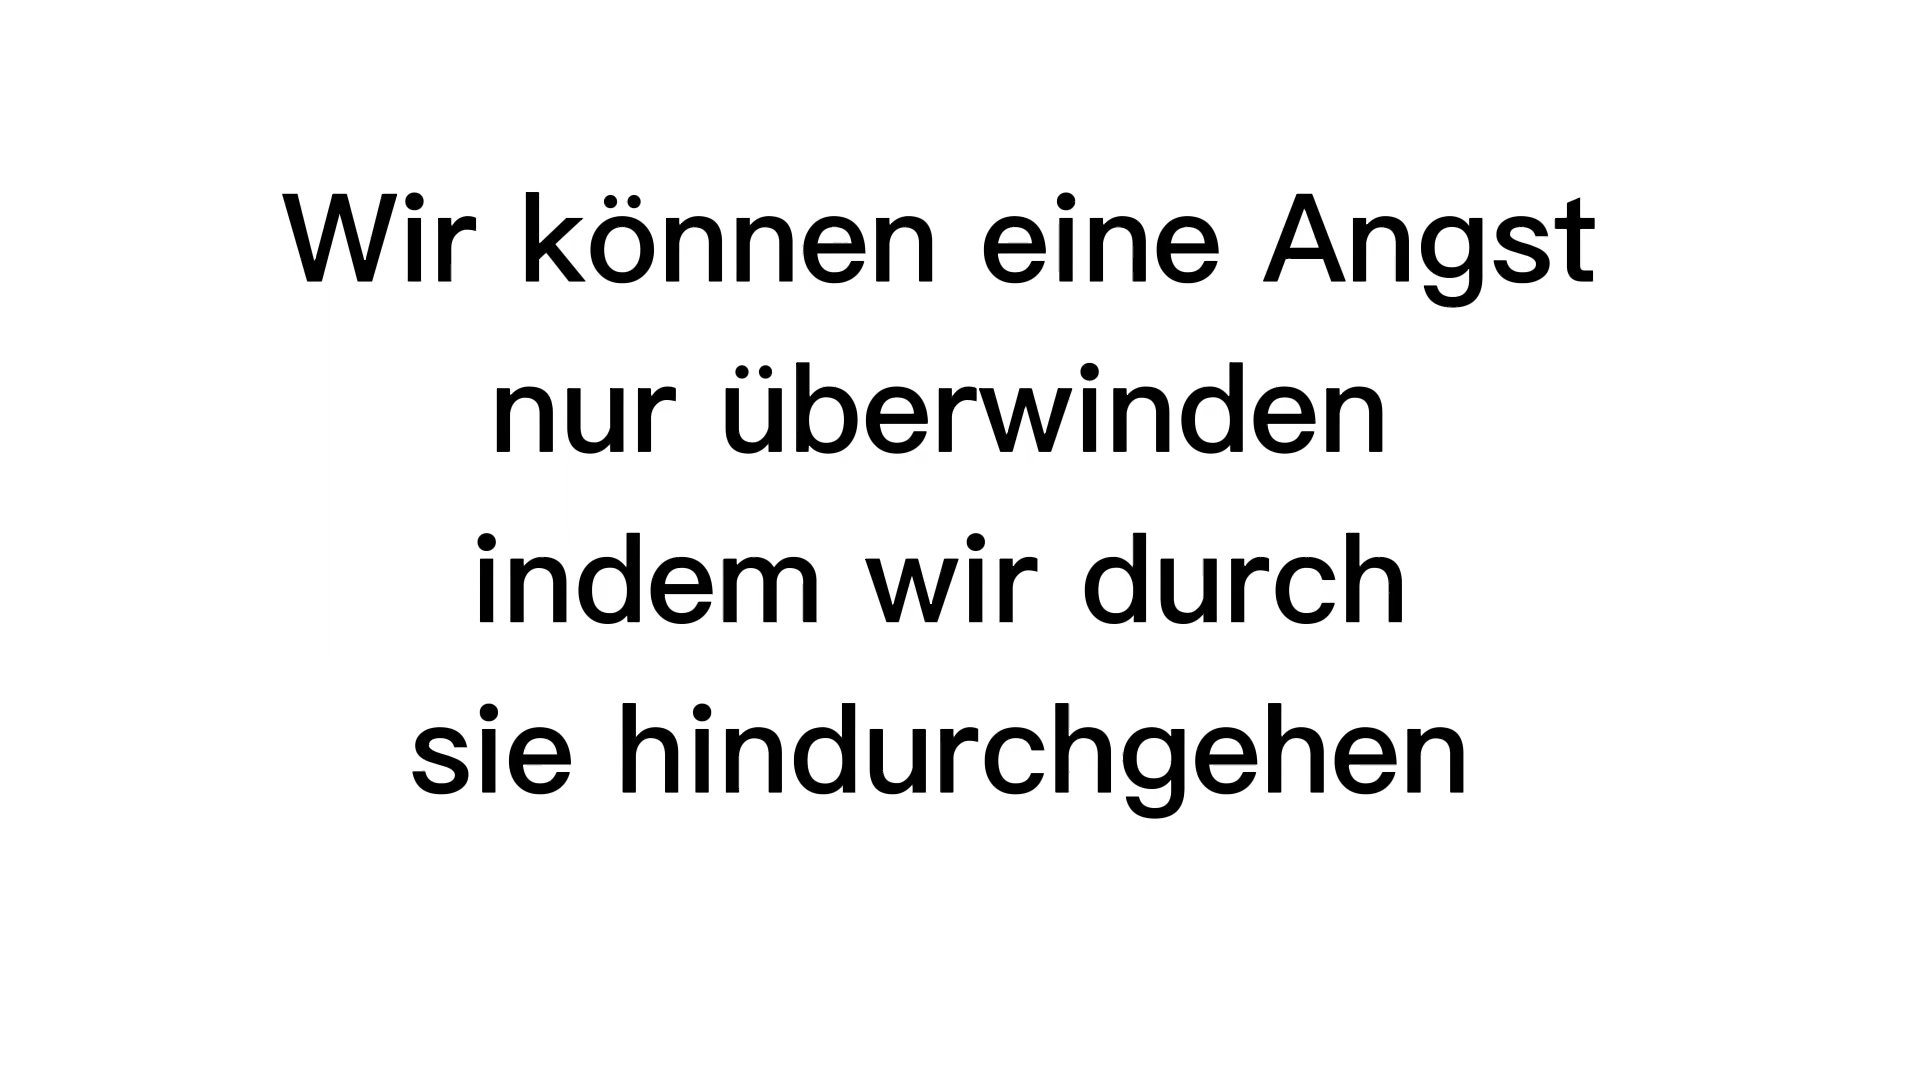 Wir können eine Angst
nur überwinden
indem wir durch
sie hindurchgehen